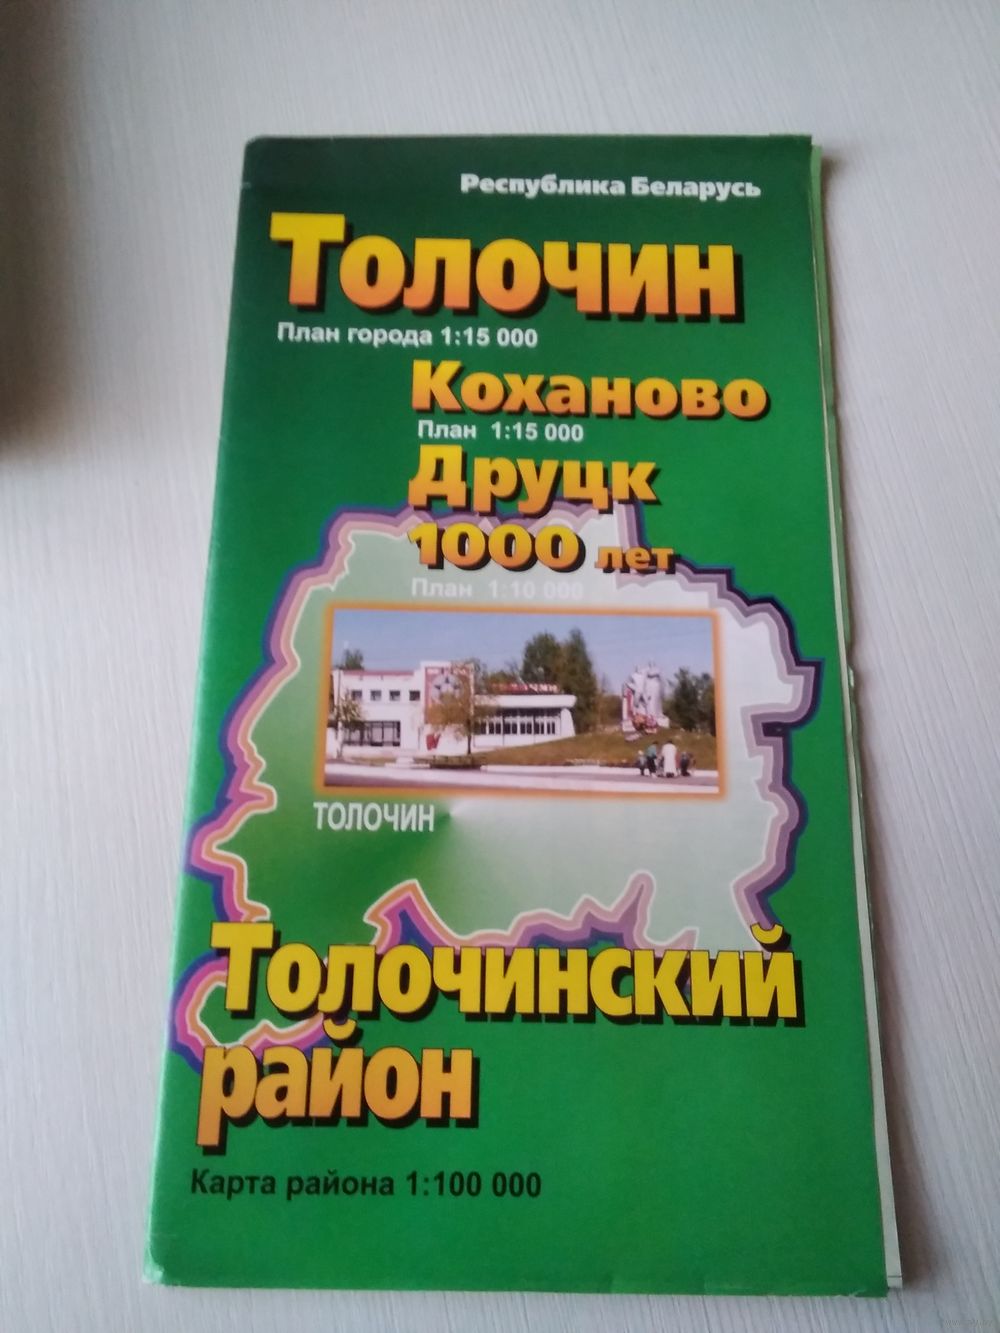 Республика Беларусь
Толочин
План города 1:15 000
Коханово
План 1:15 000
Друцк
1000 лет
План 1:10 000
ТОЛОЧИН
Толочинский
район
Карта района 1:100 000